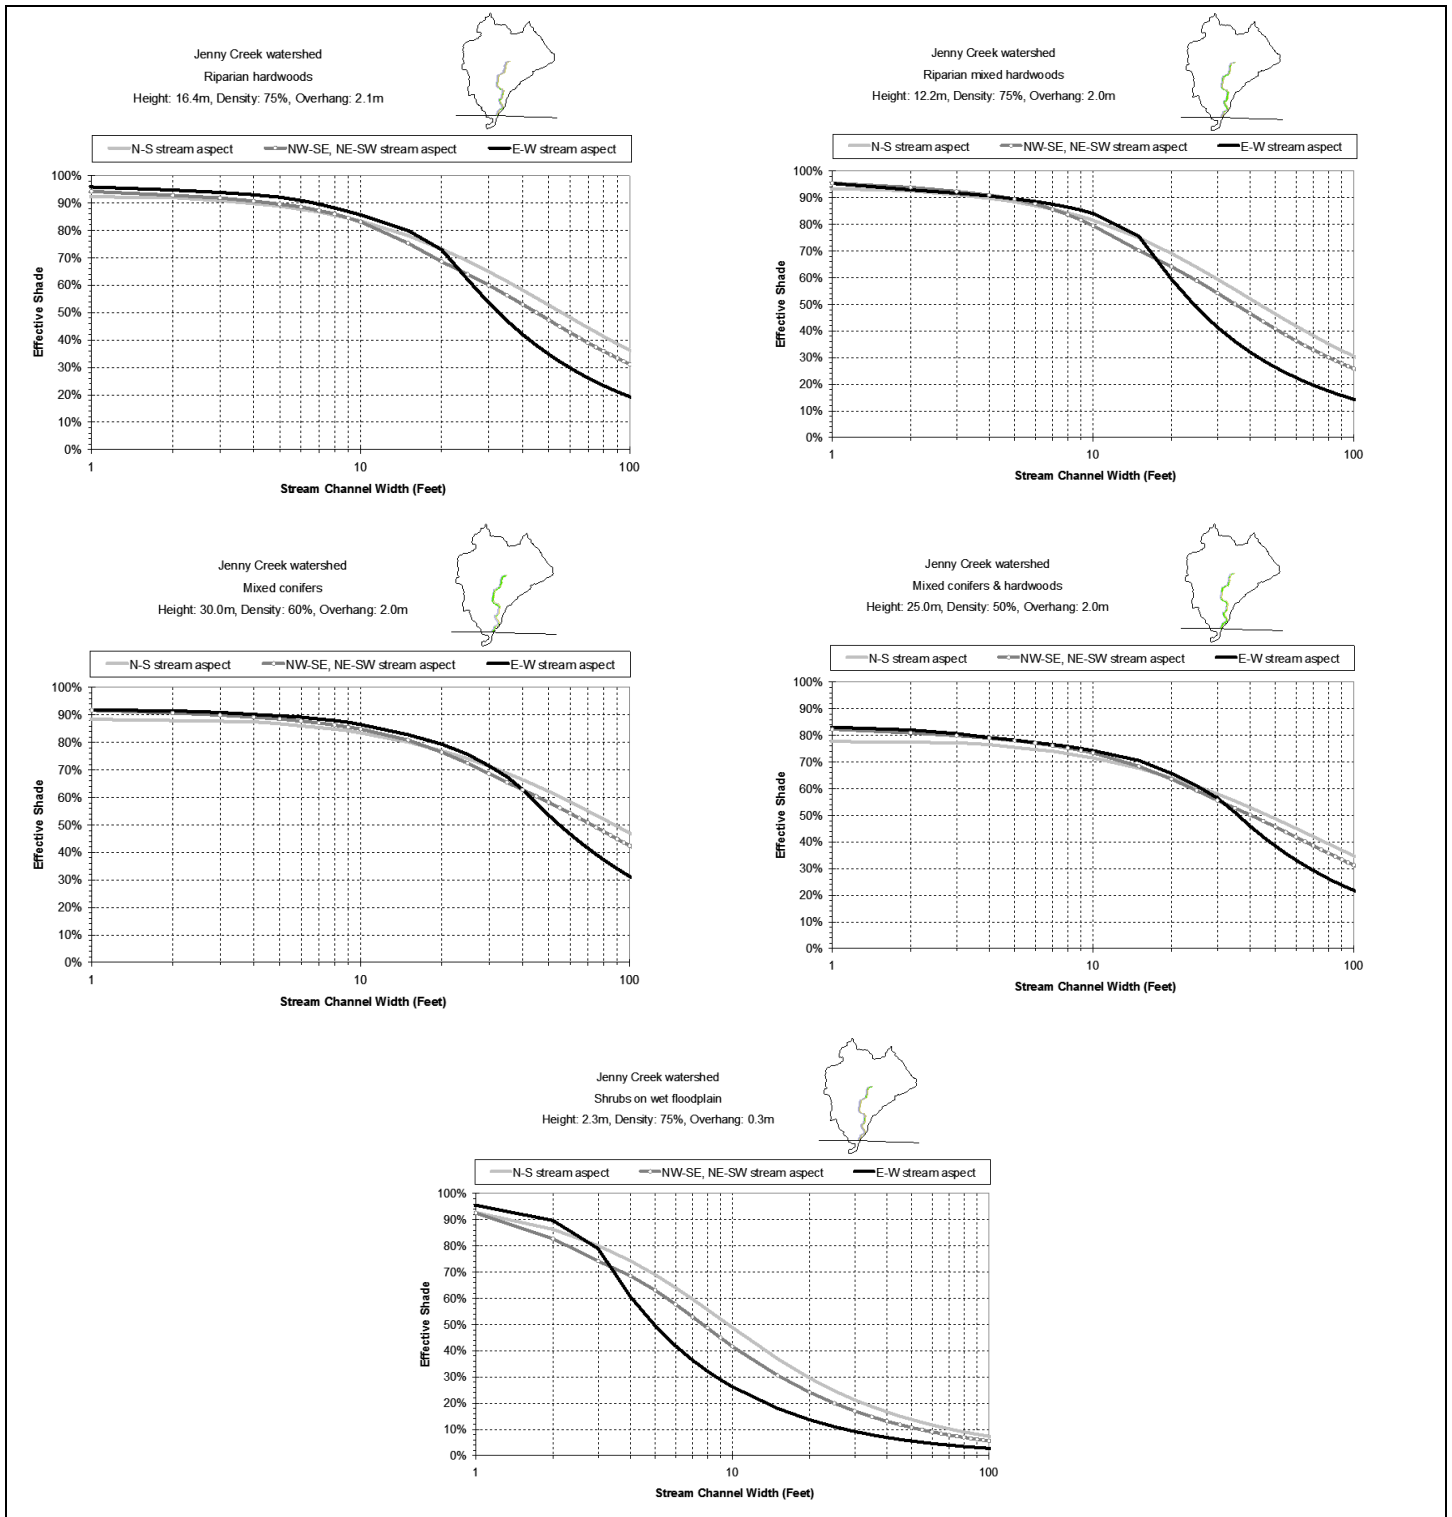 Jenny Creek watershed
Riparian hardwoods
Height: 16.4m, Density: 75%, Overhang: 2.1m
N-S stream aspect NW-SE, NE-SW stream aspect E-W stream aspect
100%
90%
80%
70%
60%
50%
40%
30%
20%
10%
0%
Effective Shade
1 10 100
Stream Channel Width (Feet)
Jenny Creek watershed
Riparian mixed hardwoods
Height: 12.2m, Density: 75%, Overhang: 2.0m
N-S stream aspect NW-SE, NE-SW stream aspect E-W stream aspect
100%
90%
80%
70%
60%
50%
40%
30%
20%
10%
0%
Effective Shade
1 10 100
Stream Channel Width (Feet)
Jenny Creek watershed
Mixed conifers
Height: 30.0m, Density: 60%, Overhang: 2.0m
N-S stream aspect NW-SE, NE-SW stream aspect E-W stream aspect
100%
90%
80%
70%
60%
50%
40%
30%
20%
10%
0%
Effective Shade
1 10 100
Stream Channel Width (Feet)
Jenny Creek watershed
Mixed conifers & hardwoods
Height: 25.0m, Density: 50%, Overhang: 2.0m
N-S stream aspect NW-SE, NE-SW stream aspect E-W stream aspect
100%
90%
80%
70%
60%
50%
40%
30%
20%
10%
0%
Effective Shade
1 10 100
Stream Channel Width (Feet)
Jenny Creek watershed
Shrubs on wet floodplain
Height: 2.3m, Density: 75%, Overhang: 0.3m
N-S stream aspect NW-SE, NE-SW stream aspect E-W stream aspect
100%
90%
80%
70%
60%
50%
40%
30%
20%
10%
0%
Effective Shade
1 10 100
Stream Channel Width (Feet)